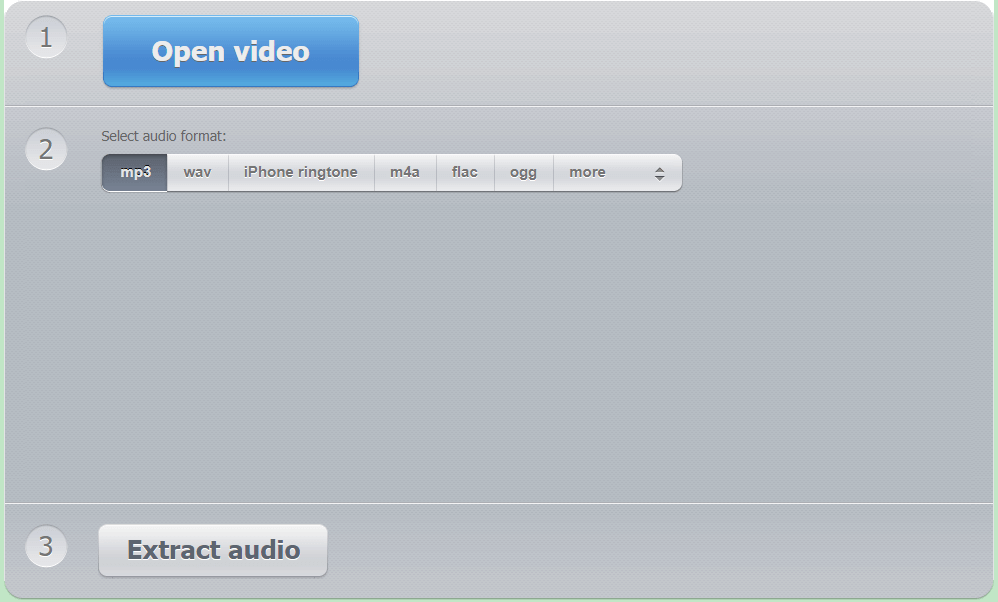 1
Open video
2
Select audio format:
mp3 wav iPhone ringtone m4a flac ogg more
3
Extract audio